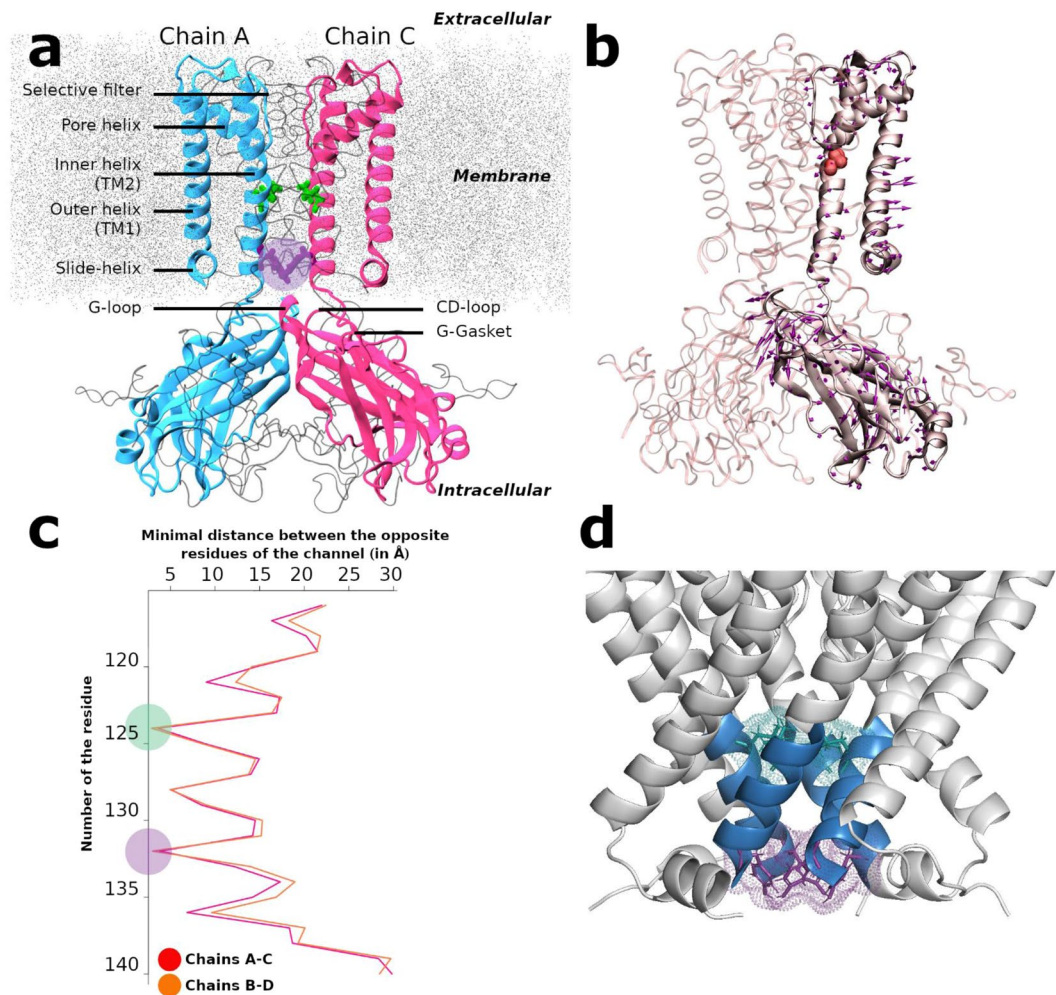 a
Chain A
Chain C
Extracellular
Selective filter
Pore helix
Inner helix
(TM2)
Membrane
Outer helix
(TM1)
Slide-helix
G-loop
CD-loop
G-Gasket
Intracellular
b
c
Minimal distance between the opposite
residues of the channel (in Å)
5 10 15 20 25 30
Number of the residue
120
125
130
135
140
Chains A-C
Chains B-D
d